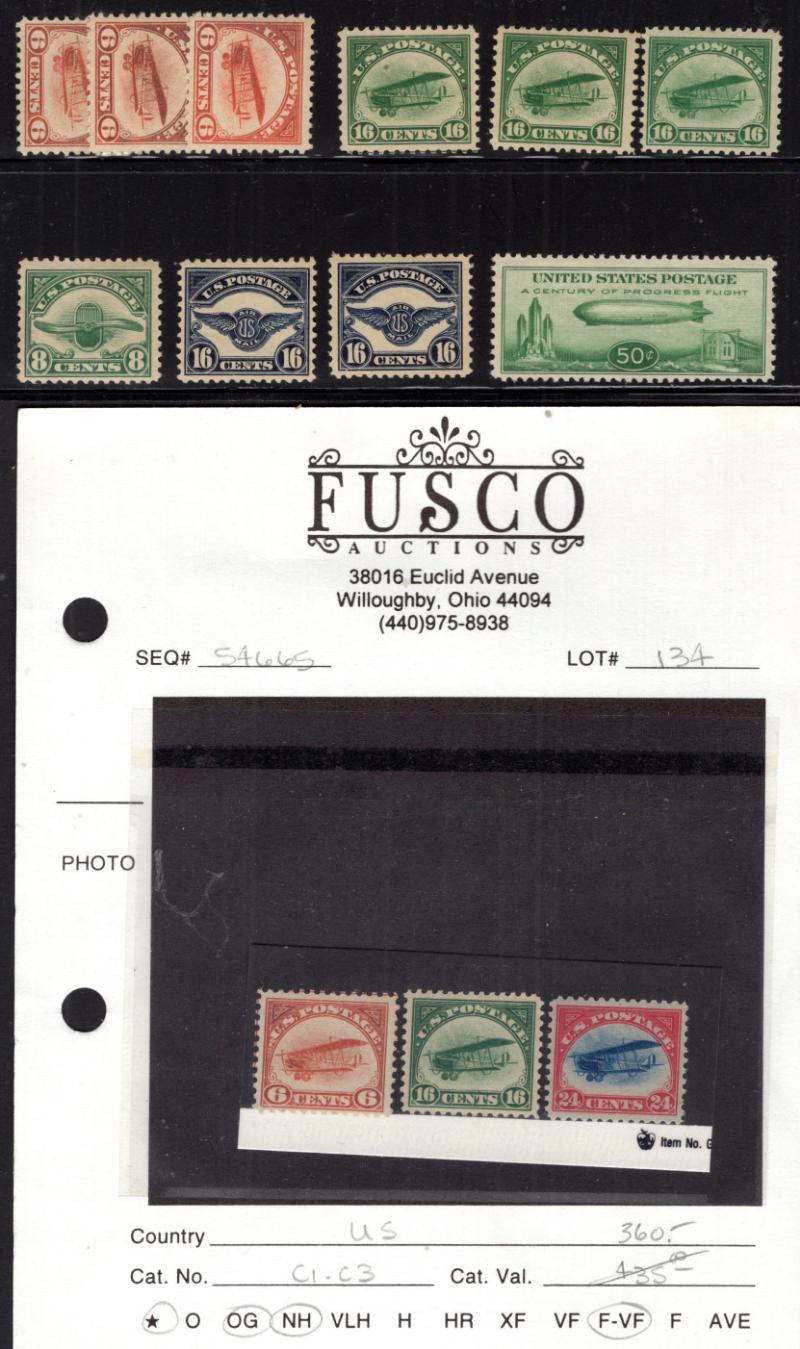 6 CENTS 6
6 CENTS 6
U.S. POSTAGE 6 CENTS 6
U.S. POSTAGE 16 CENTS 16
U.S. POSTAGE 16 CENTS 16
U.S. POSTAGE 16 CENTS 16
U.S. POSTAGE
8 CENTS 8
U.S. POSTAGE
AIR US MAIL
16 CENTS 16
U.S. POSTAGE
AIR US MAIL
16 CENTS 16
UNITED STATES POSTAGE
A CENTURY OF PROGRESS FLIGHT
50¢
FUSCO
AUCTIONS
38016 Euclid Avenue
Willoughby, Ohio 44094
(440)975-8938
SEQ# 54665 LOT# 134
PHOTO
U.S. POSTAGE
6 CENTS 6
U.S. POSTAGE
16 CENTS 16
U.S. POSTAGE
24 CENTS 24
Item No. G
Country US 360.-
Cat. No. C1-C3 Cat. Val. 435.00
★ O OG NH VLH H HR XF VF F-VF F AVE